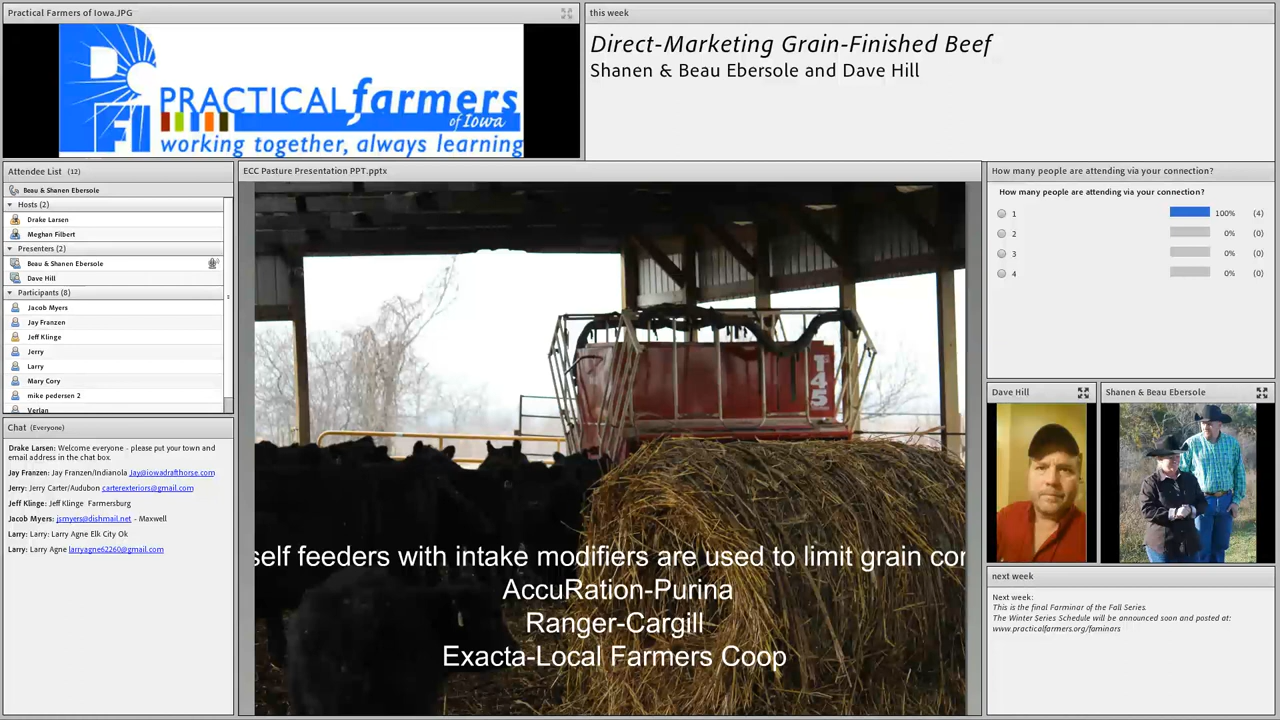 Practical Farmers of Iowa.JPG
PRACTICAL farmers
of Iowa
PFI
working together, always learning
this week
Direct-Marketing Grain-Finished Beef
Shanen & Beau Ebersole and Dave Hill
Attendee List (12)
Beau & Shanen Ebersole
Hosts (2)
Drake Larsen
Meghan Filbert
Presenters (2)
Beau & Shanen Ebersole
Dave Hill
Participants (8)
Jacob Myers
Jay Franzen
Jeff Klinge
Jerry
Larry
Mary Cory
mike pedersen 2
Verlan
Chat (Everyone)
Drake Larsen: Welcome everyone - please put your town and
email address in the chat box.
Jay Franzen: Jay Franzen/Indianola Jay@iowadrafthorse.com
Jerry: Jerry Carter/Audubon carterexteriors@gmail.com
Jeff Klinge: Jeff Klinge Farmersburg
Jacob Myers: jsmyers@dishmail.net - Maxwell
Larry: Larry: Larry Agne Elk City Ok
Larry: Larry Agne larryagne62260@gmail.com
ECC Pasture Presentation PPT.pptx
T45
self feeders with intake modifiers are used to limit grain con
AccuRation-Purina
Ranger-Cargill
Exacta-Local Farmers Coop
How many people are attending via your connection?
How many people are attending via your connection?
1 100% (4)
2 0% (0)
3 0% (0)
4 0% (0)
Dave Hill
Shanen & Beau Ebersole
next week
Next week:
This is the final Farminar of the Fall Series.
The Winter Series Schedule will be announced soon and posted at:
www.practicalfarmers.org/faminars